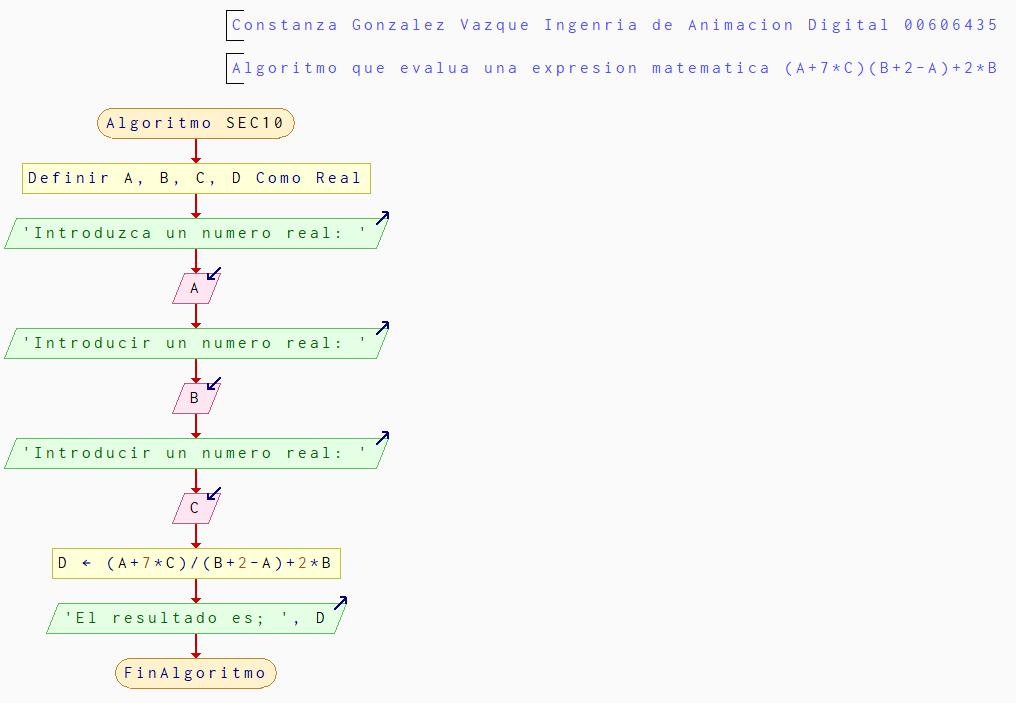 Constanza Gonzalez Vazque Ingenria de Animacion Digital 00606435
Algoritmo que evalua una expresion matematica (A+7*C)(B+2-A)+2*B
Algoritmo SEC10
Definir A, B, C, D Como Real
'Introduzca un numero real: '
A
'Introducir un numero real: '
B
'Introducir un numero real: '
C
D ← (A+7*C)/(B+2-A)+2*B
'El resultado es; ', D
FinAlgoritmo